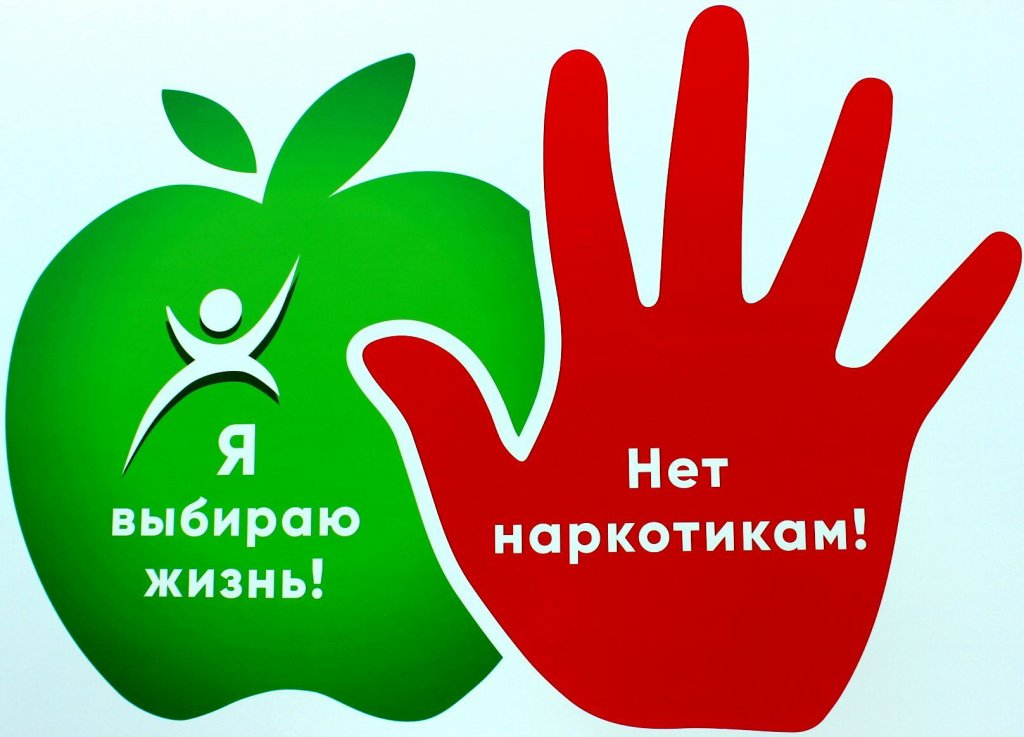 Я
выбираю
жизнь!
Нет
наркотикам!